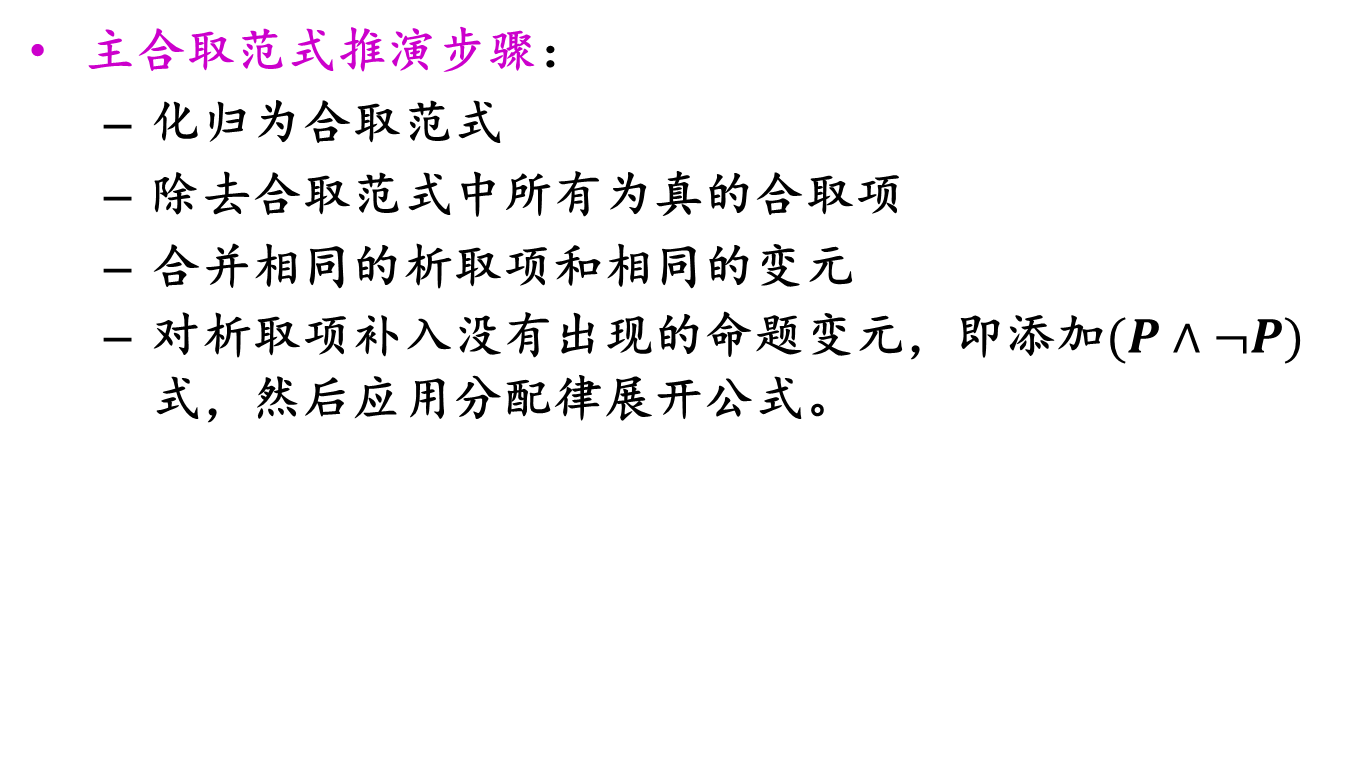 • 主合取范式推演步骤：
– 化归为合取范式
– 除去合取范式中所有为真的合取项
– 合并相同的析取项和相同的变元
– 对析取项补入没有出现的命题变元，即添加(P ∧ ¬P)
式，然后应用分配律展开公式。